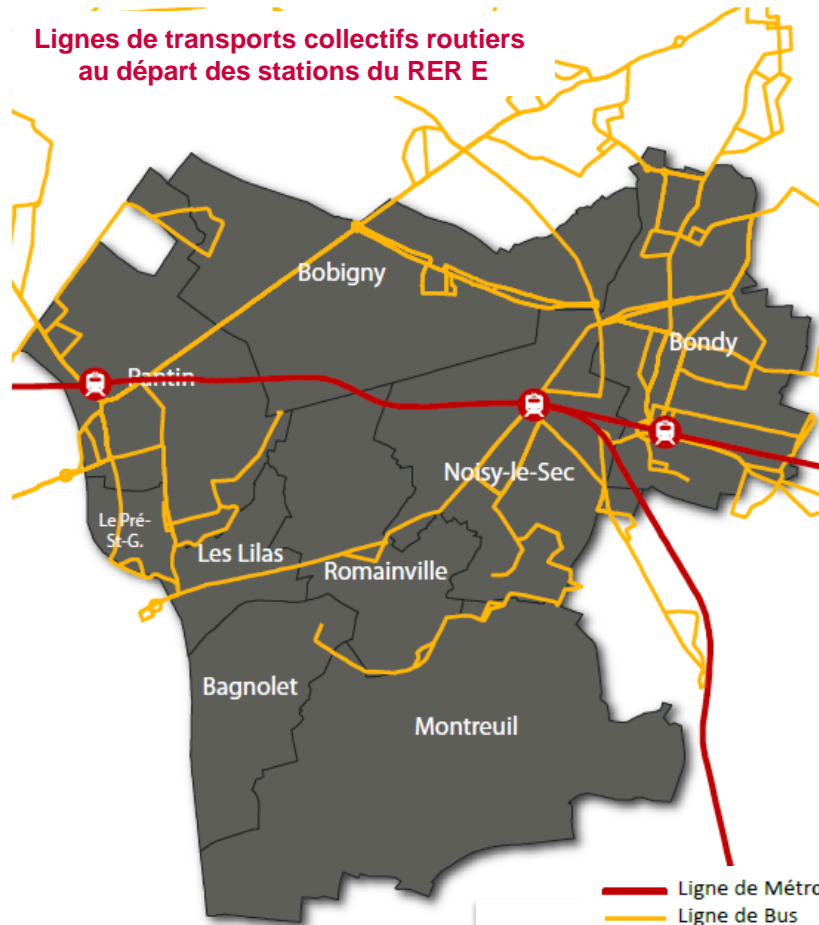 Lignes de transports collectifs routiers
au départ des stations du RER E
Bobigny
Pantin
Bondy
Noisy-le-Sec
Le Pré-
St-G.
Les Lilas
Romainville
Bagnolet
Montreuil
Ligne de Métro
Ligne de Bus